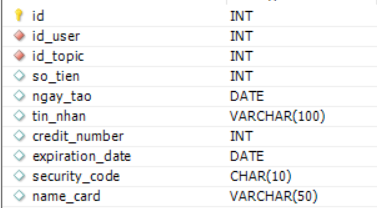 id INT
id_user INT
id_topic INT
so_tien INT
ngay_tao DATE
tin_nhan VARCHAR(100)
credit_number INT
expiration_date DATE
security_code CHAR(10)
name_card VARCHAR(50)